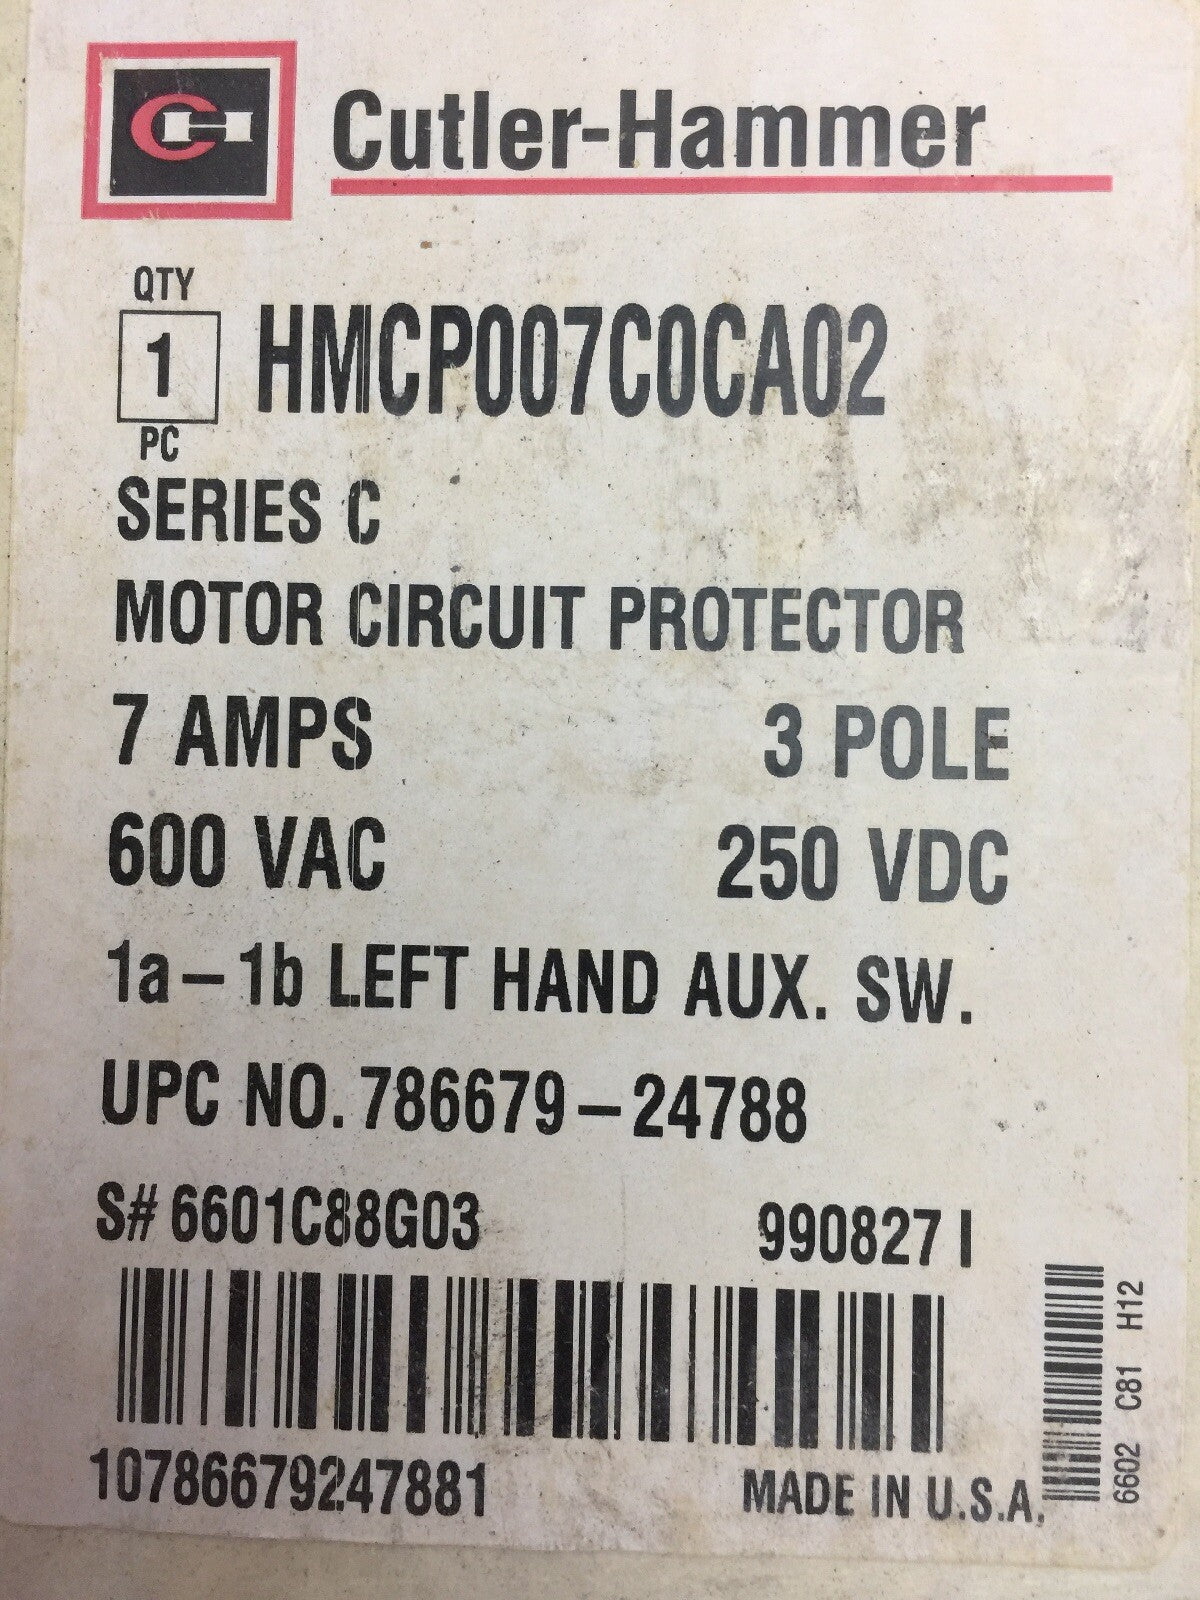 CH Cutler-Hammer
QTY
1 HMCP007C0CA02
PC
SERIES C
MOTOR CIRCUIT PROTECTOR
7 AMPS 3 POLE
600 VAC 250 VDC
1a-1b LEFT HAND AUX. SW.
UPC NO. 786679-24788
S# 6601C88G03 990827 I
10786679247881 MADE IN U.S.A.
6602 C81 H12